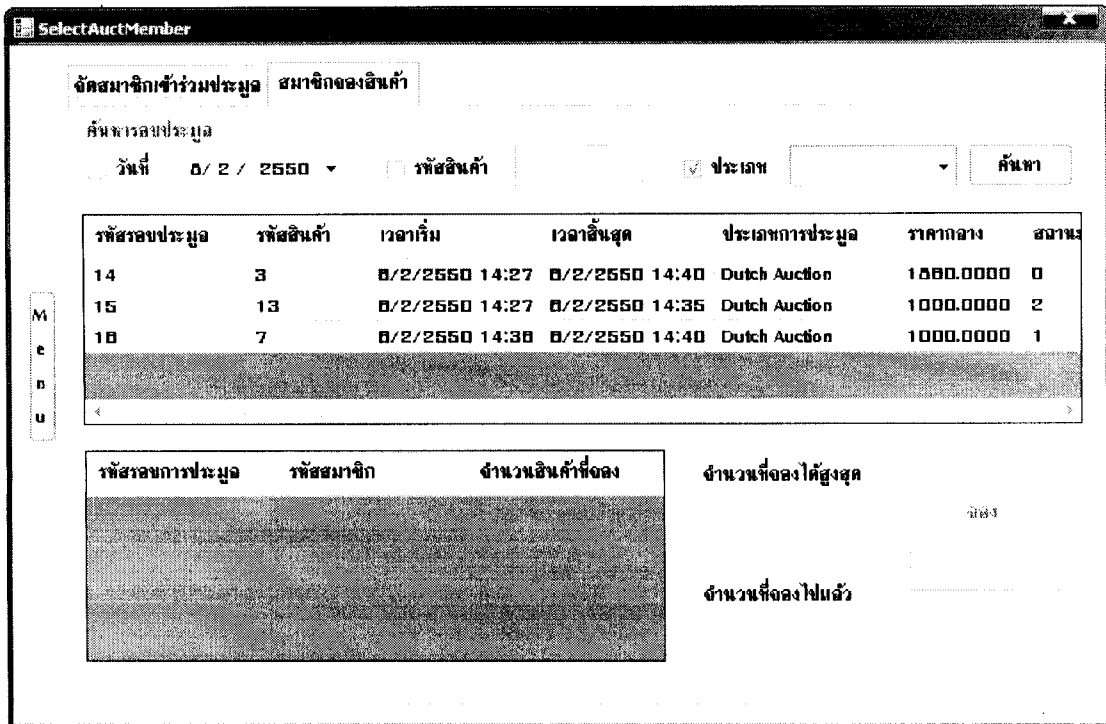 SelectAuctMember
จัดสมาชิกเข้าร่วมประมูล สมาชิกจองสินค้า
ค้นหารอบประมูล
วันที่ 8/ 2 / 2550 รหัสสินค้า ประเภท ค้นหา
รหัสรอบประมูล รหัสสินค้า เวลาเริ่ม เวลาสิ้นสุด ประเภทการประมูล ราคากลาง สถานะ
14 3 8/2/2550 14:27 8/2/2550 14:40 Dutch Auction 0
15 13 8/2/2550 14:27 8/2/2550 14:35 Dutch Auction 1000.0000 2
7 8/2/2550 14:40 Dutch Auction 1000.0000 1
Menu
รหัสรอบการประมูล รหัสสมาชิก จำนวนสินค้าที่จอง จำนวนที่จองได้สูงสุด
จอง
จำนวนที่จองไปแล้ว